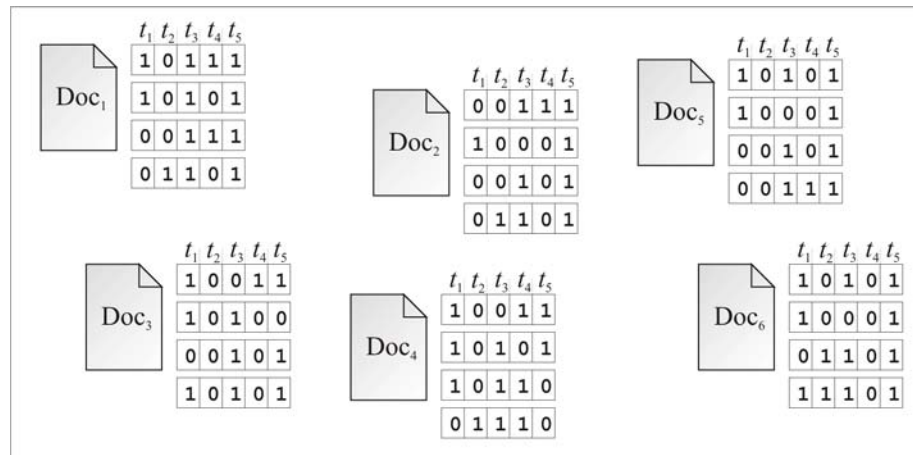 t₁ t₂ t₃ t₄ t₅
Doc₁
1 0 1 1 1
1 0 1 0 1
0 0 1 1 1
0 1 1 0 1
t₁ t₂ t₃ t₄ t₅
Doc₂
0 0 1 1 1
1 0 0 0 1
0 0 1 0 1
0 1 1 0 1
t₁ t₂ t₃ t₄ t₅
Doc₅
1 0 1 0 1
1 0 0 0 1
0 0 1 0 1
0 0 1 1 1
t₁ t₂ t₃ t₄ t₅
Doc₃
1 0 0 1 1
1 0 1 0 0
0 0 1 0 1
1 0 1 0 1
t₁ t₂ t₃ t₄ t₅
Doc₄
1 0 0 1 1
1 0 1 0 1
1 0 1 1 0
0 1 1 1 0
t₁ t₂ t₃ t₄ t₅
Doc₆
1 0 1 0 1
1 0 0 0 1
0 1 1 0 1
1 1 1 0 1